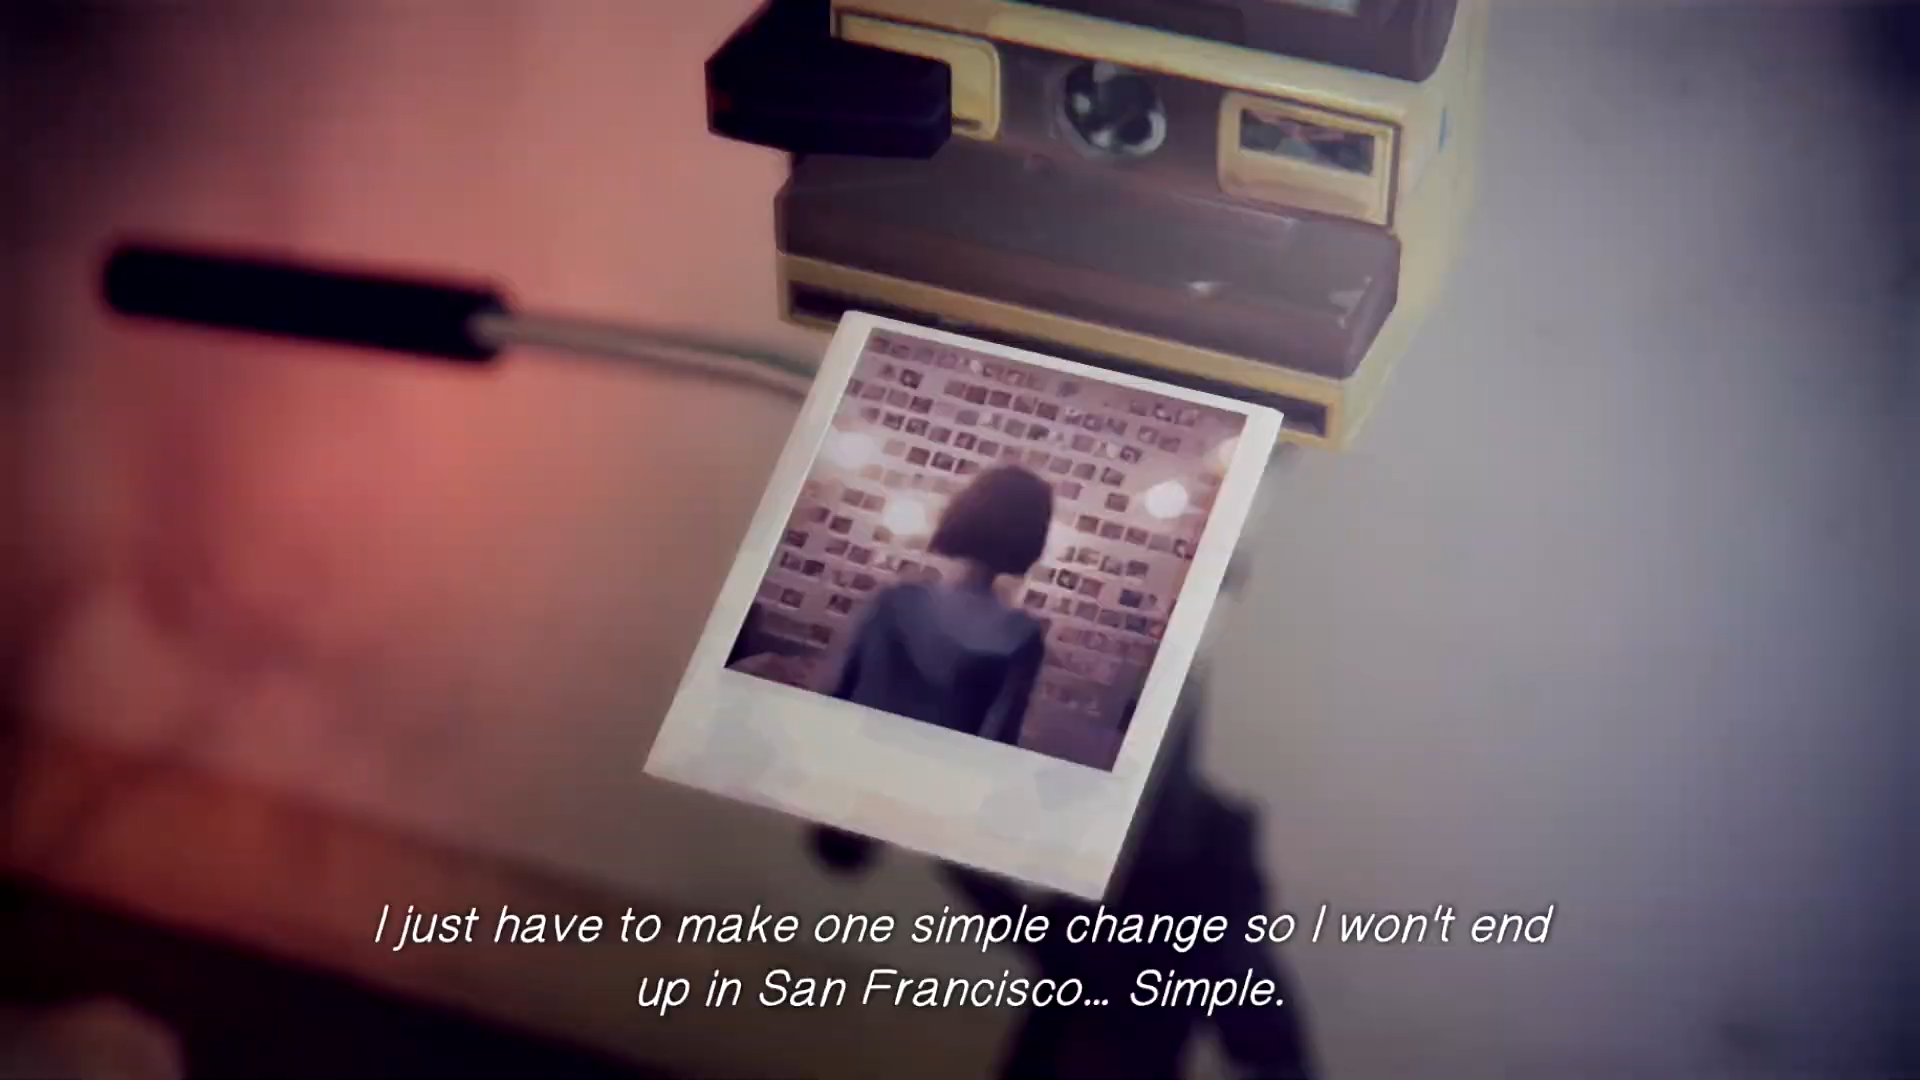 I just have to make one simple change so I won't end
up in San Francisco... Simple.